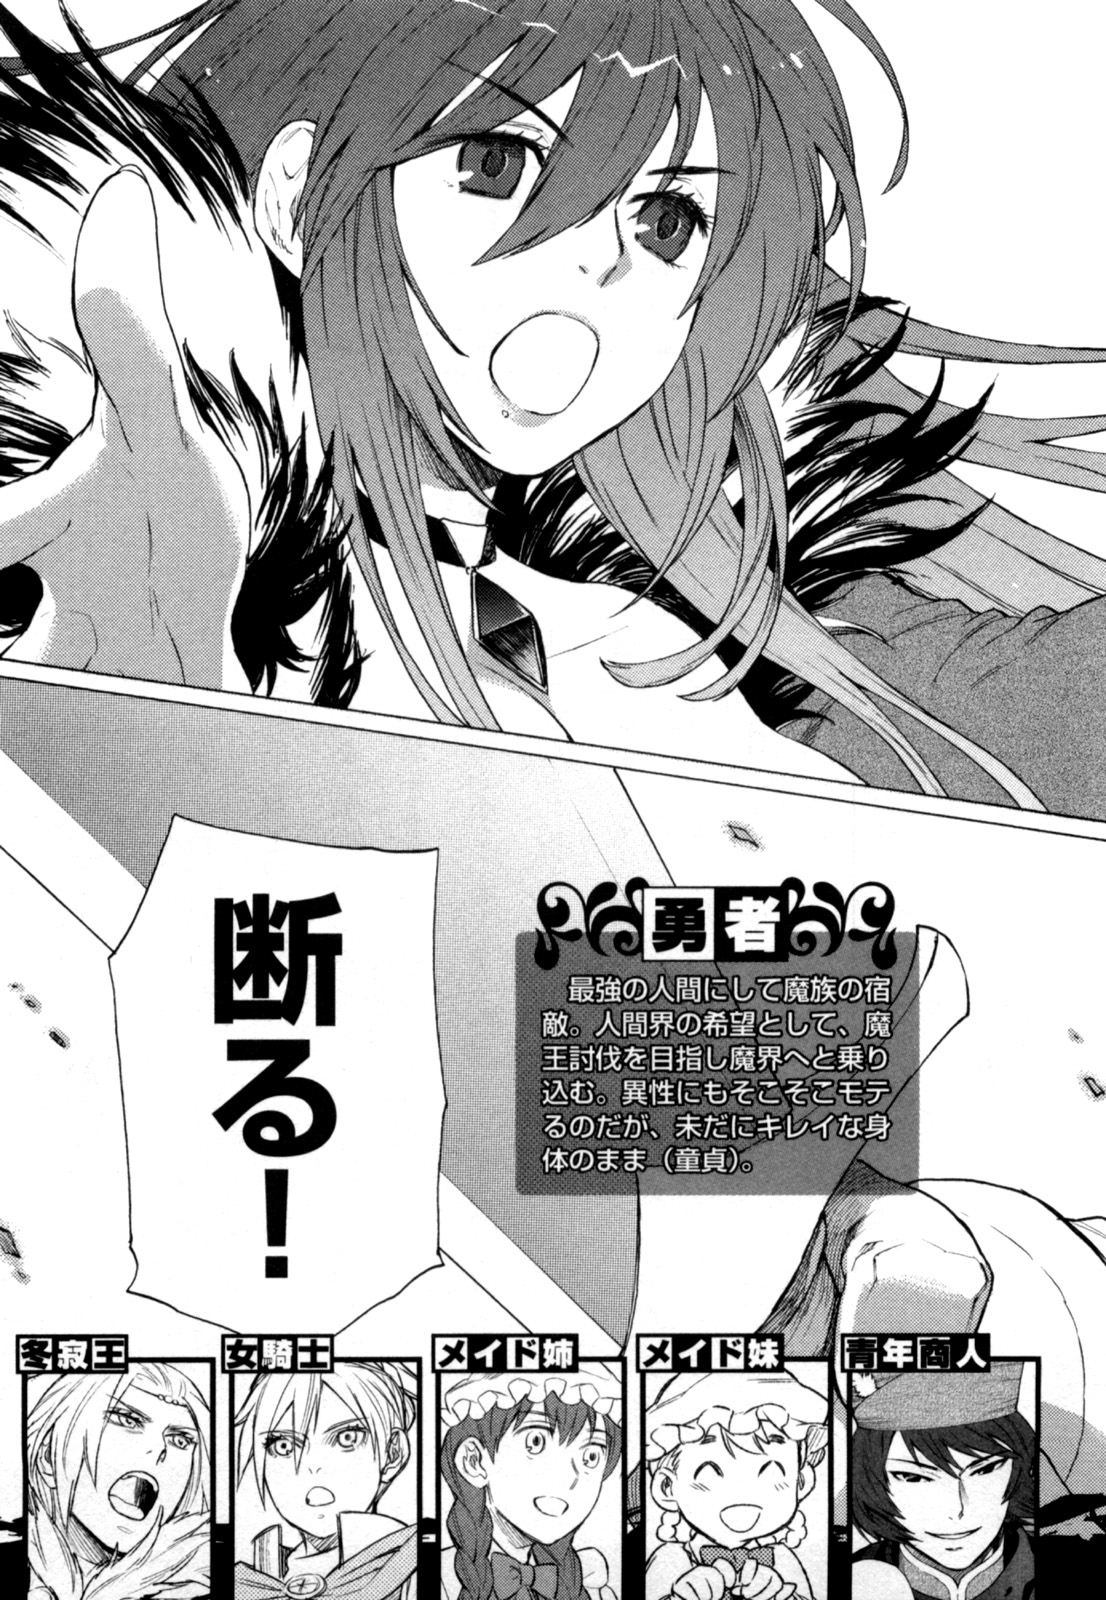 断る!
勇者
最強の人間にして魔族の宿
敵。人間界の希望として、魔
王討伐を目指し魔界へと乗り
込む。異性にもそこそこモテ
るのだが、未だにキレイな身
体のまま（童貞）。
冬寂王
女騎士
メイド姉
メイド妹
青年商人